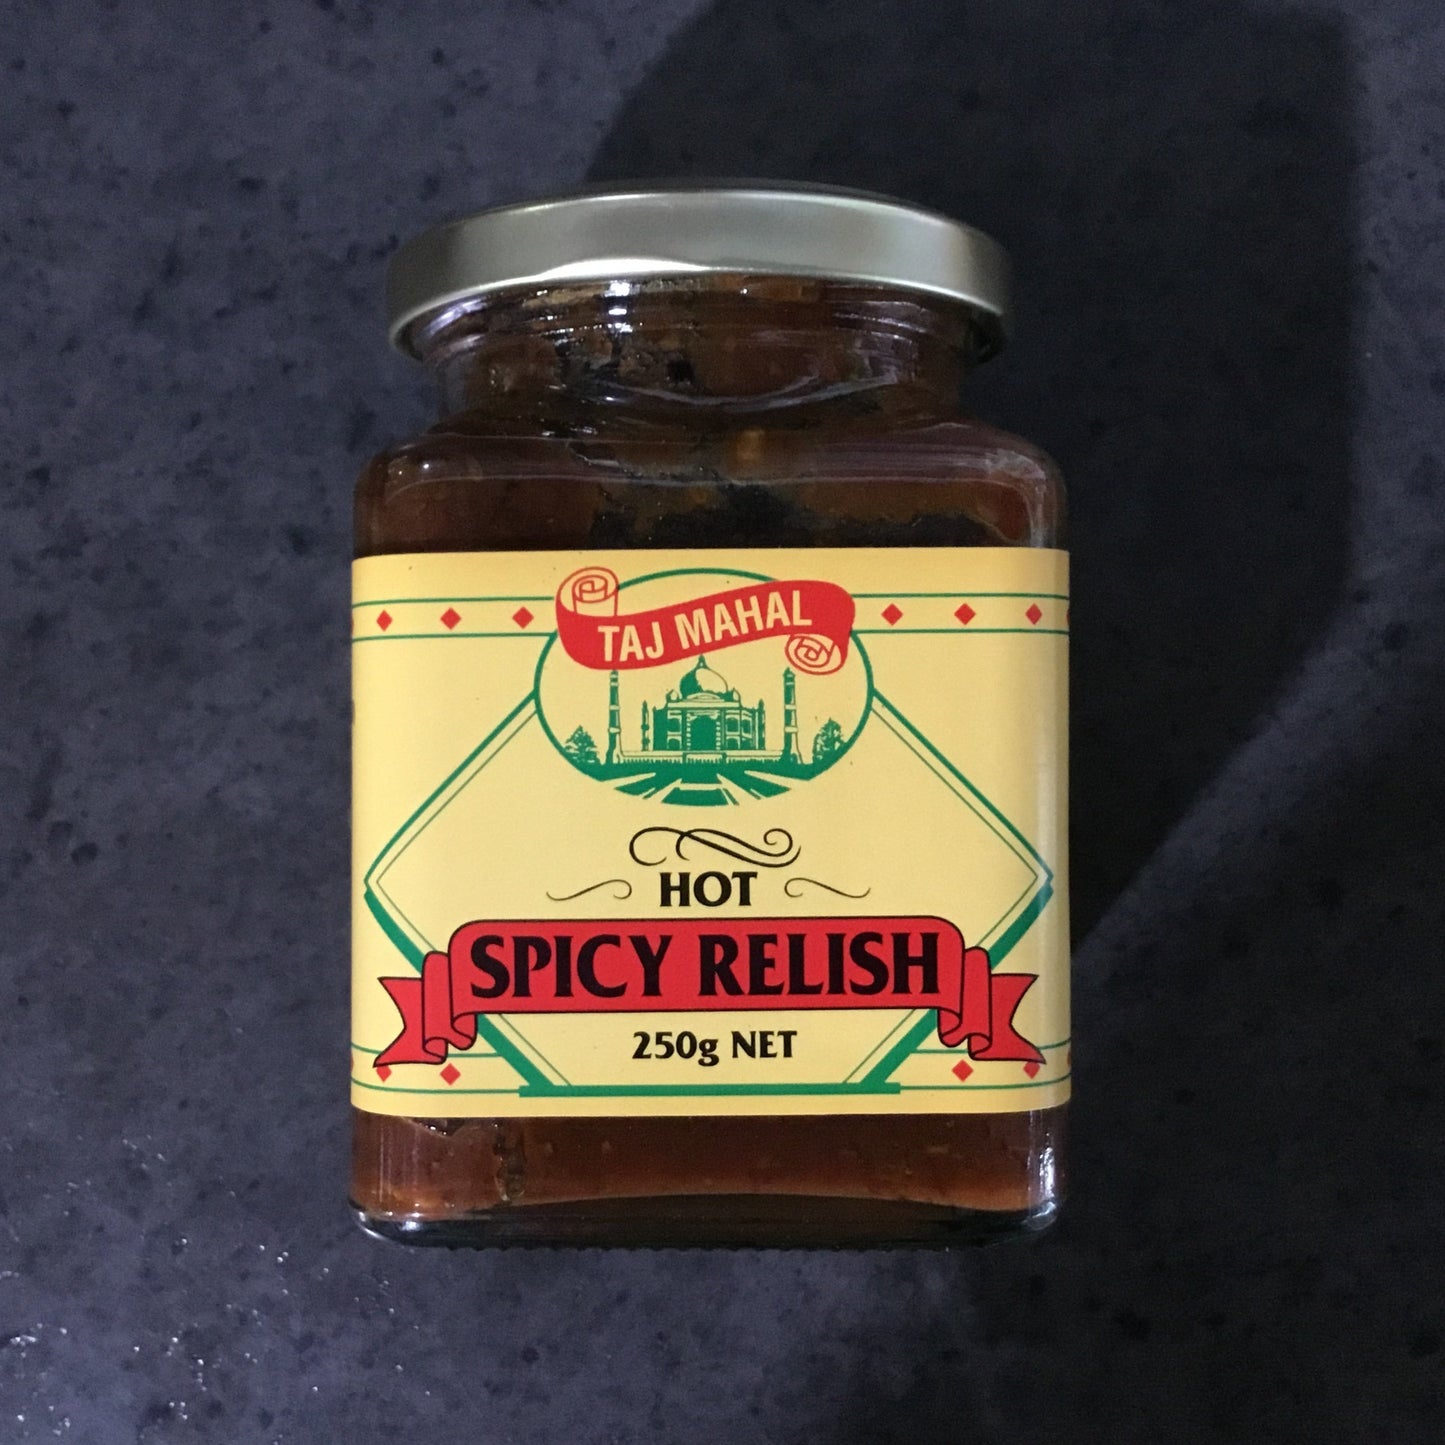 TAJ MAHAL
HOT
SPICY RELISH
250g NET